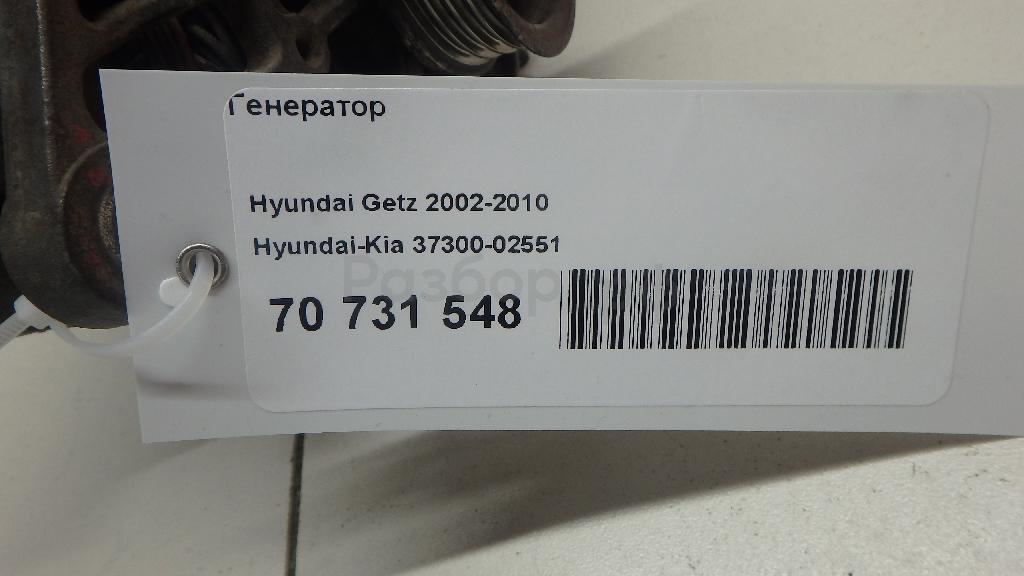 Генератор
Hyundai Getz 2002-2010
Hyundai-Kia 37300-02551
70 731 548